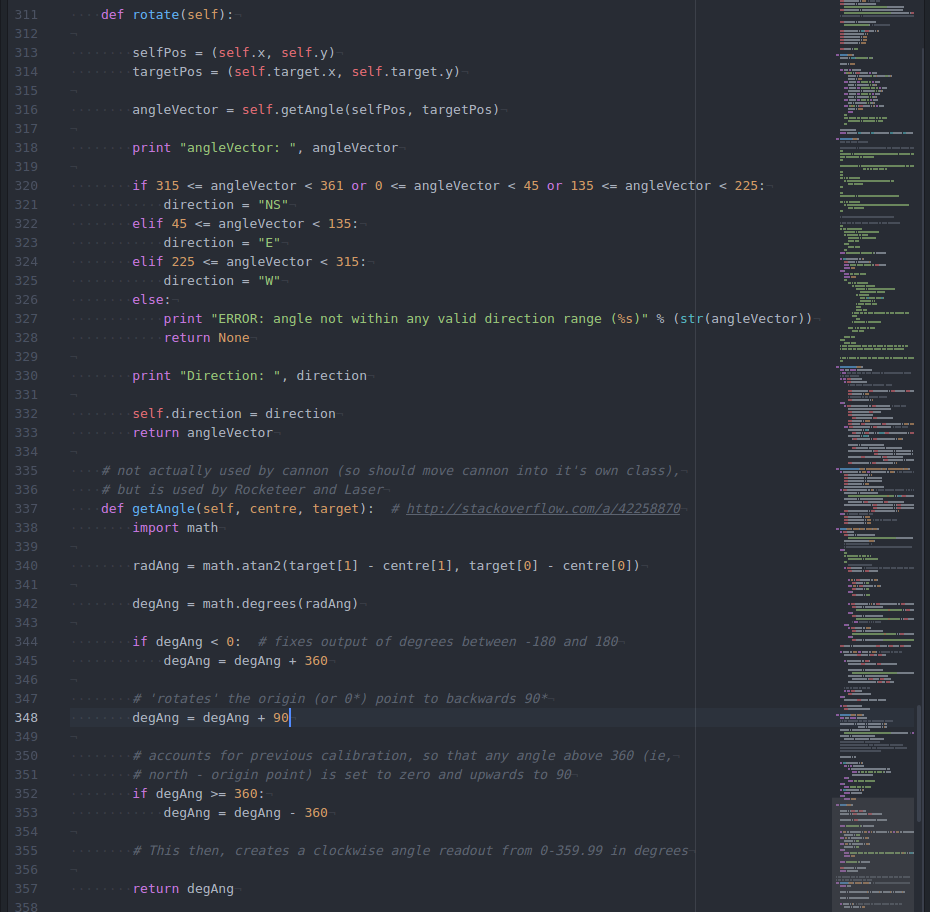 311 def rotate(self):
312
313 selfPos = (self.x, self.y)
314 targetPos = (self.target.x, self.target.y)
315
316 angleVector = self.getAngle(selfPos, targetPos)
317
318 print "angleVector: ", angleVector
319
320 if 315 <= angleVector < 361 or 0 <= angleVector < 45 or 135 <= angleVector < 225:
321 direction = "NS"
322 elif 45 <= angleVector < 135:
323 direction = "E"
324 elif 225 <= angleVector < 315:
325 direction = "W"
326 else:
327 print "ERROR: angle not within any valid direction range (%s)" % (str(angleVector))
328 return None
329
330 print "Direction: ", direction
331
332 self.direction = direction
333 return angleVector
334
335 # not actually used by cannon (so should move cannon into it's own class),
336 # but is used by Rocketeer and Laser
337 def getAngle(self, centre, target):  # http://stackoverflow.com/a/42258870
338 import math
339
340 radAng = math.atan2(target[1] - centre[1], target[0] - centre[0])
341
342 degAng = math.degrees(radAng)
343
344 if degAng < 0:  # fixes output of degrees between -180 and 180
345 degAng = degAng + 360
346
347 # 'rotates' the origin (or 0*) point to backwards 90*
348 degAng = degAng + 90
349
350 # accounts for previous calibration, so that any angle above 360 (ie,
351 # north - origin point) is set to zero and upwards to 90
352 if degAng >= 360:
353 degAng = degAng - 360
354
355 # This then, creates a clockwise angle readout from 0-359.99 in degrees
356
357 return degAng
358